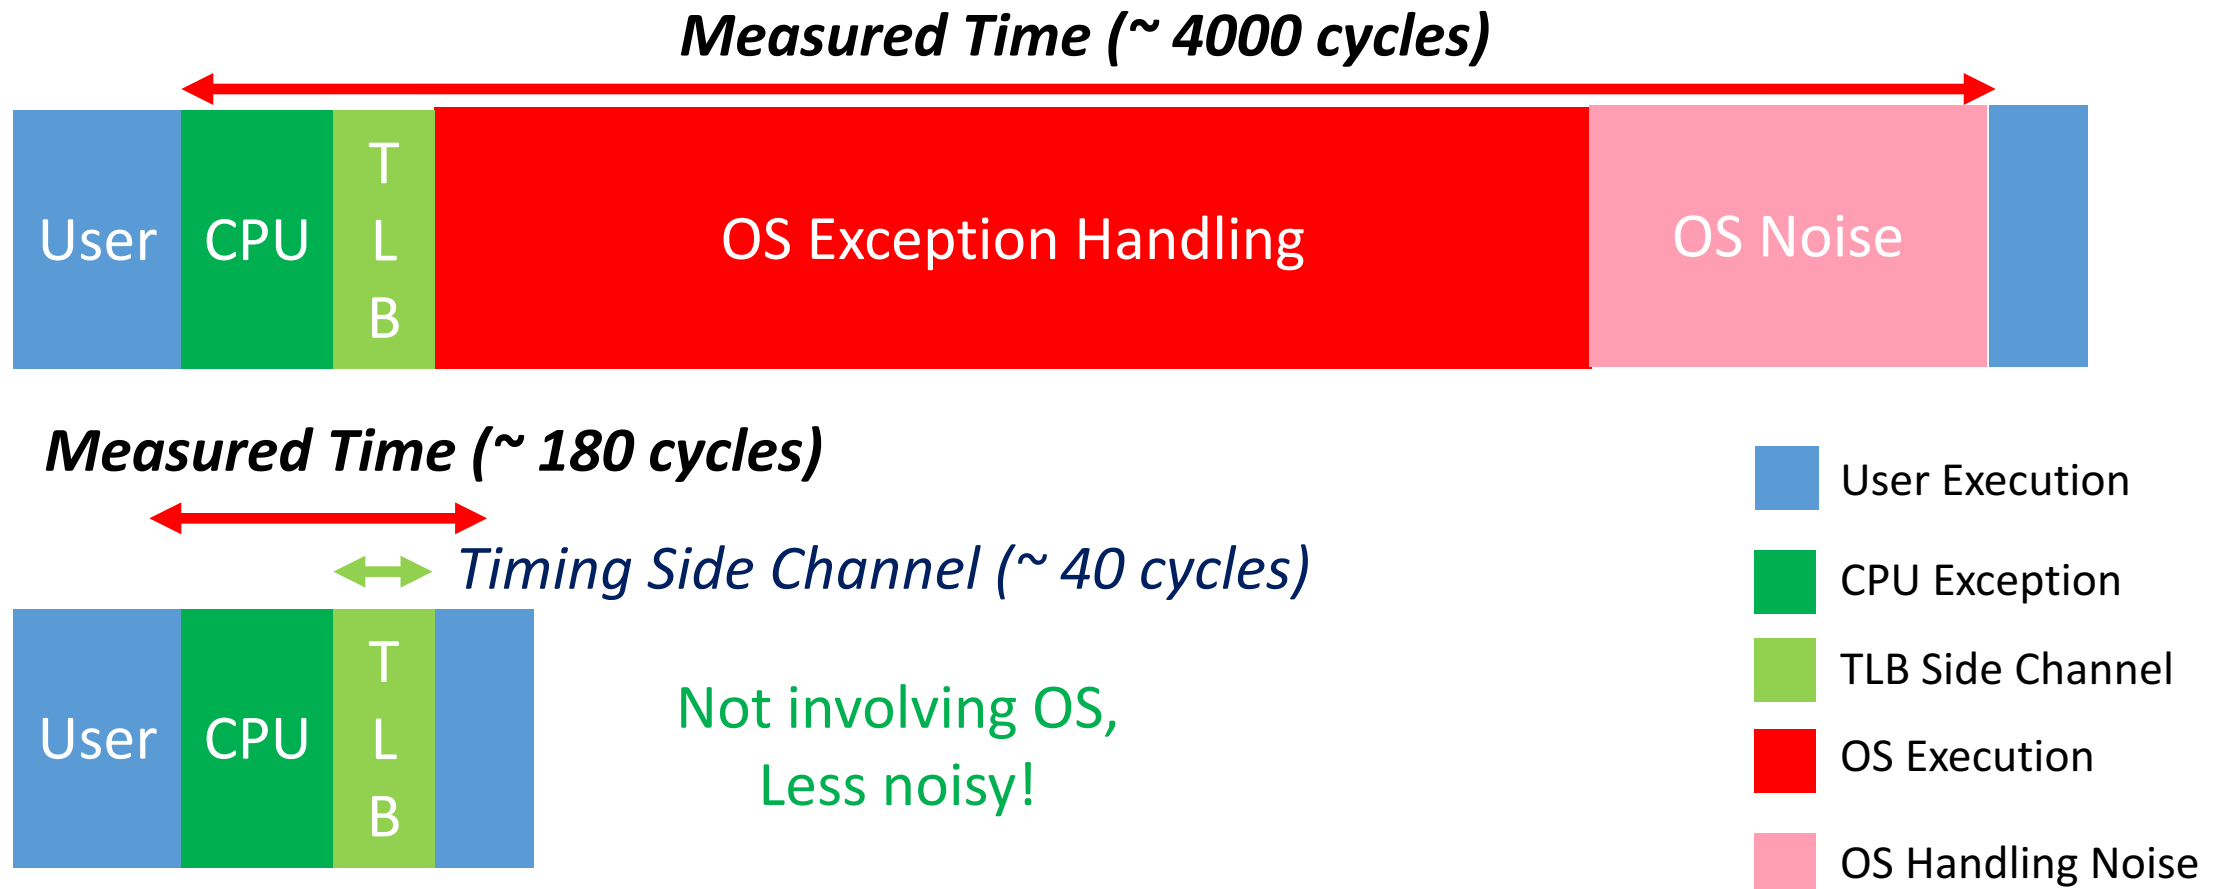 Measured Time (~ 4000 cycles)
User
CPU
T
L
B
OS Exception Handling
OS Noise
Measured Time (~ 180 cycles)
Timing Side Channel (~ 40 cycles)
User
CPU
T
L
B
Not involving OS,
Less noisy!
User Execution
CPU Exception
TLB Side Channel
OS Execution
OS Handling Noise